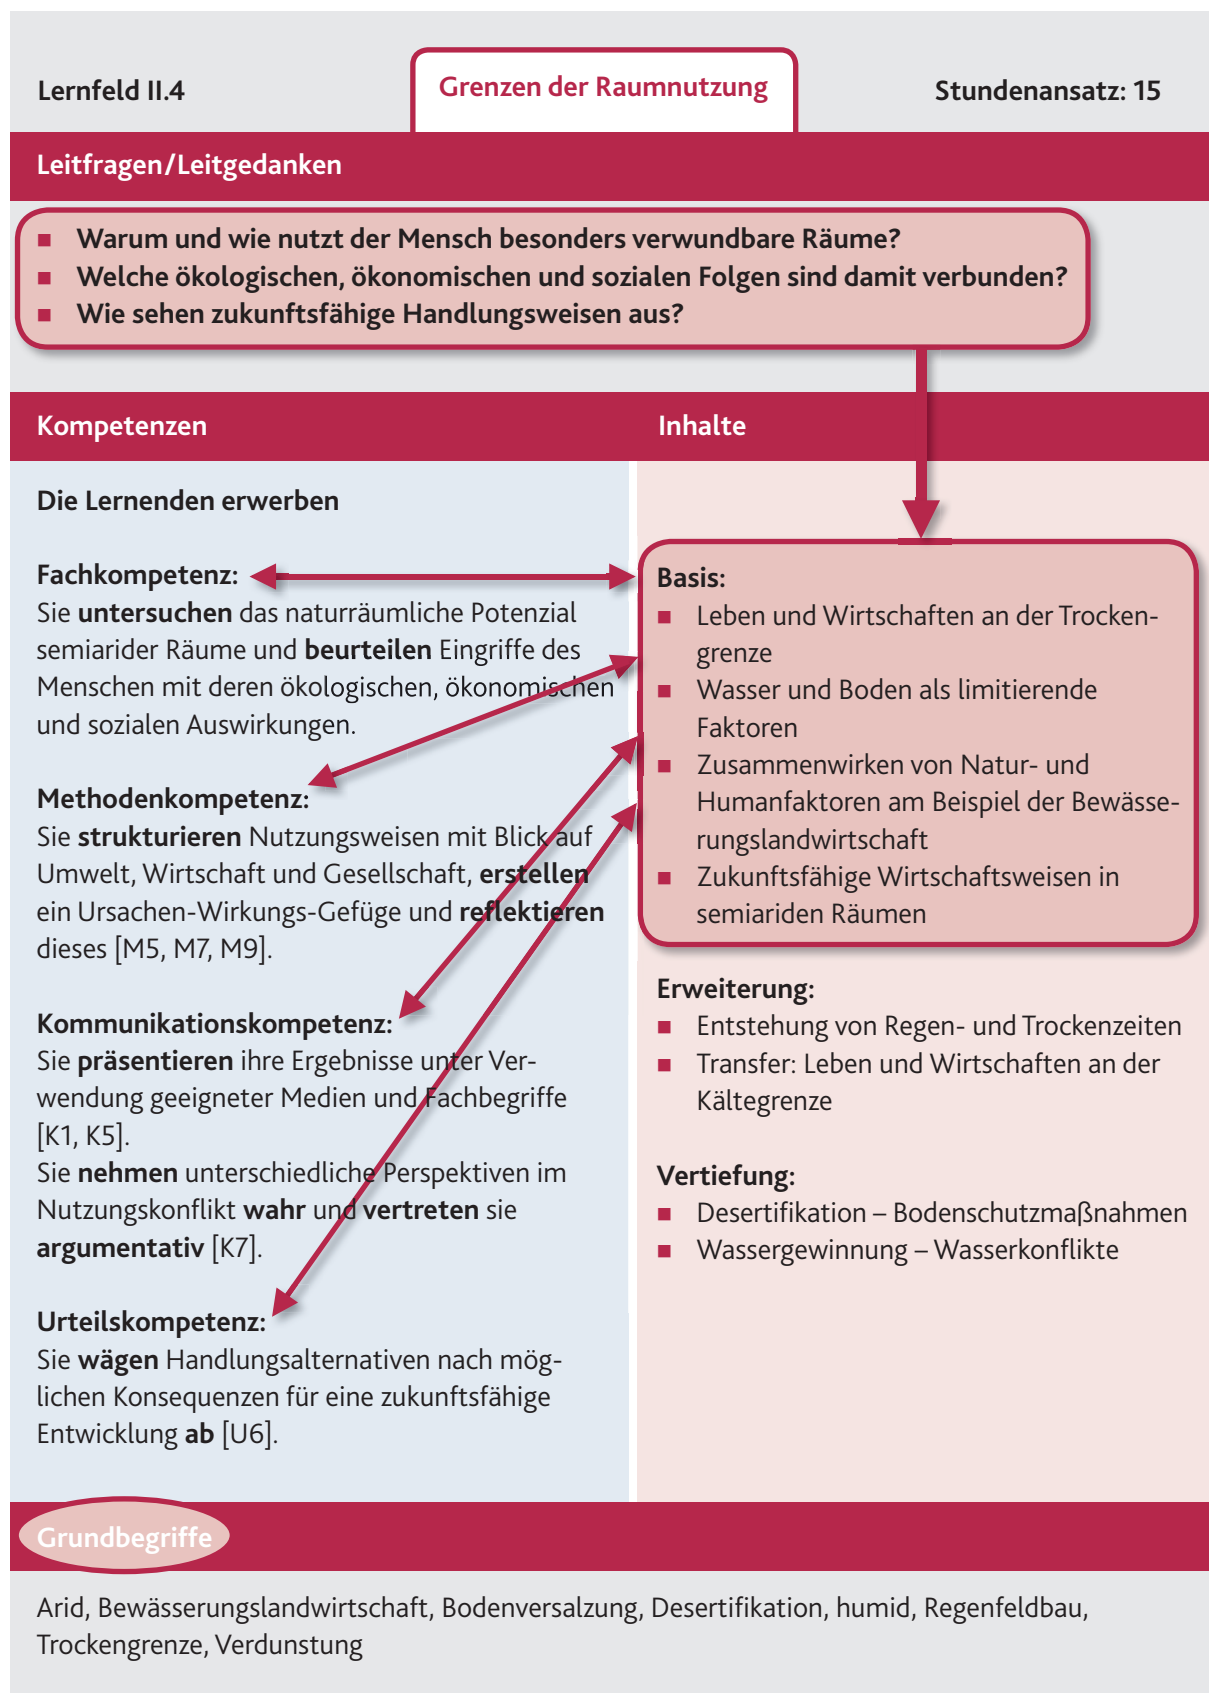 Lernfeld II.4
Grenzen der Raumnutzung
Stundenansatz: 15
Leitfragen/Leitgedanken
■ Warum und wie nutzt der Mensch besonders verwundbare Räume?
■ Welche ökologischen, ökonomischen und sozialen Folgen sind damit verbunden?
■ Wie sehen zukunftsfähige Handlungsweisen aus?
Kompetenzen
Die Lernenden erwerben
Fachkompetenz:
Sie untersuchen das naturräumliche Potenzial
semiarider Räume und beurteilen Eingriffe des
Menschen mit deren ökologischen, ökonomischen
und sozialen Auswirkungen.
Methodenkompetenz:
Sie strukturieren Nutzungsweisen mit Blick auf
Umwelt, Wirtschaft und Gesellschaft, erstellen
ein Ursachen-Wirkungs-Gefüge und reflektieren
dieses [M5, M7, M9].
Kommunikationskompetenz:
Sie präsentieren ihre Ergebnisse unter Ver-
wendung geeigneter Medien und Fachbegriffe
[K1, K5].
Sie nehmen unterschiedliche Perspektiven im
Nutzungskonflikt wahr und vertreten sie
argumentativ [K7].
Urteilskompetenz:
Sie wägen Handlungsalternativen nach mög-
lichen Konsequenzen für eine zukunftsfähige
Entwicklung ab [U6].
Inhalte
Basis:
■ Leben und Wirtschaften an der Trocken-
grenze
■ Wasser und Boden als limitierende
Faktoren
■ Zusammenwirken von Natur- und
Humanfaktoren am Beispiel der Bewässe-
rungslandwirtschaft
■ Zukunftsfähige Wirtschaftsweisen in
semiariden Räumen
Erweiterung:
■ Entstehung von Regen- und Trockenzeiten
■ Transfer: Leben und Wirtschaften an der
Kältegrenze
Vertiefung:
■ Desertifikation – Bodenschutzmaßnahmen
■ Wassergewinnung – Wasserkonflikte
Grundbegriffe
Arid, Bewässerungslandwirtschaft, Bodenversalzung, Desertifikation, humid, Regenfeldbau,
Trockengrenze, Verdunstung